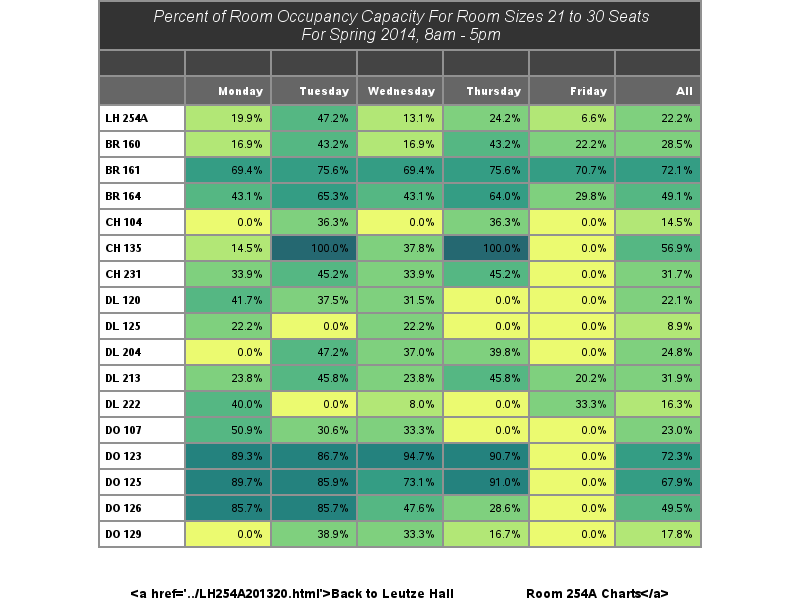 Percent of Room Occupancy Capacity For Room Sizes 21 to 30 Seats
For Spring 2014, 8am - 5pm
Monday Tuesday Wednesday Thursday Friday All
LH 254A 19.9% 47.2% 13.1% 24.2% 6.6% 22.2%
BR 160 16.9% 43.2% 16.9% 43.2% 22.2% 28.5%
BR 161 69.4% 75.6% 69.4% 75.6% 70.7% 72.1%
BR 164 43.1% 65.3% 43.1% 64.0% 29.8% 49.1%
CH 104 0.0% 36.3% 0.0% 36.3% 0.0% 14.5%
CH 135 14.5% 100.0% 37.8% 100.0% 0.0% 56.9%
CH 231 33.9% 45.2% 33.9% 45.2% 0.0% 31.7%
DL 120 41.7% 37.5% 31.5% 0.0% 0.0% 22.1%
DL 125 22.2% 0.0% 22.2% 0.0% 0.0% 8.9%
DL 204 0.0% 47.2% 37.0% 39.8% 0.0% 24.8%
DL 213 23.8% 45.8% 23.8% 45.8% 20.2% 31.9%
DL 222 40.0% 0.0% 8.0% 0.0% 33.3% 16.3%
DO 107 50.9% 30.6% 33.3% 0.0% 0.0% 23.0%
DO 123 89.3% 86.7% 94.7% 90.7% 0.0% 72.3%
DO 125 89.7% 85.9% 73.1% 91.0% 0.0% 67.9%
DO 126 85.7% 85.7% 47.6% 28.6% 0.0% 49.5%
DO 129 0.0% 38.9% 33.3% 16.7% 0.0% 17.8%
<a href='../LH254A201320.html'>Back to Leutze Hall Room 254A Charts</a>